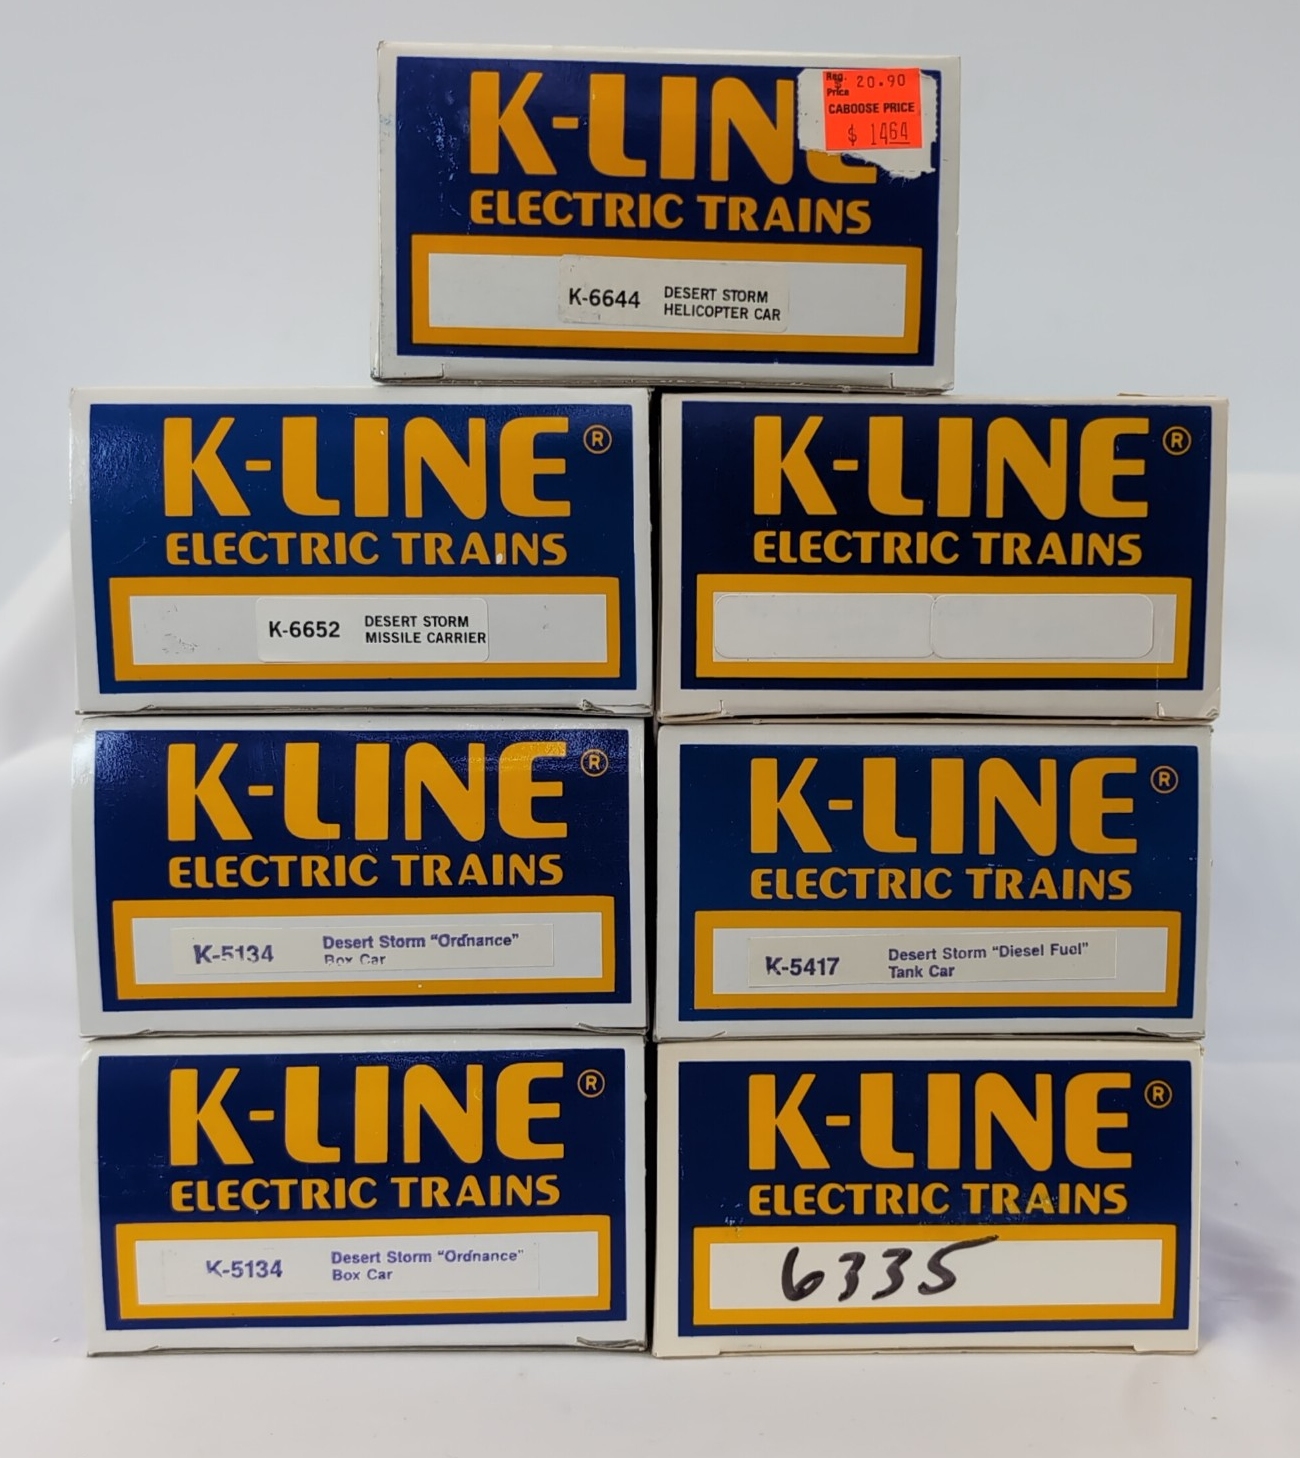 K-LINE
Reg. Price $ 20.90
CABOOSE PRICE
$ 14.64
ELECTRIC TRAINS
K-6644 DESERT STORM
HELICOPTER CAR
K-LINE®
ELECTRIC TRAINS
K-6652 DESERT STORM
MISSILE CARRIER
K-LINE®
ELECTRIC TRAINS
K-LINE®
ELECTRIC TRAINS
K-5134 Desert Storm "Ordnance"
Box Car
K-LINE®
ELECTRIC TRAINS
K-5417 Desert Storm "Diesel Fuel"
Tank Car
K-LINE®
ELECTRIC TRAINS
K-5134 Desert Storm "Ordnance"
Box Car
K-LINE®
ELECTRIC TRAINS
6335